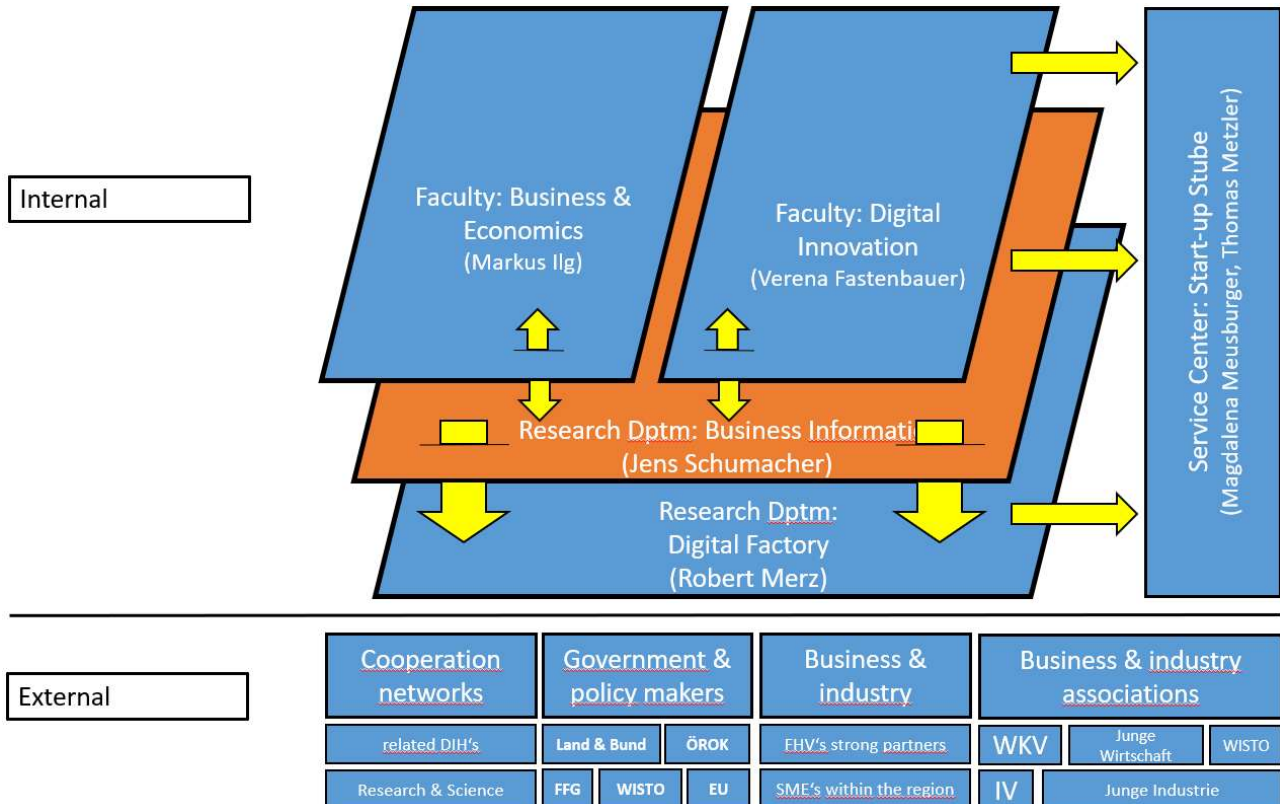 Internal
Faculty: Business &
Economics
(Markus Ilg)
Faculty: Digital
Innovation
(Verena Fastenbauer)
Research Dptm: Business Informati
(Jens Schumacher)
Research Dptm:
Digital Factory
(Robert Merz)
Service Center: Start-up Stube
(Magdalena Meusburger, Thomas Metzler)
External
Cooperation
networks
related DIH's
Research & Science
Government &
policy makers
Land & Bund
ÖROK
FFG
WISTO
EU
Business &
industry
FHV's strong partners
SME's within the region
Business & industry
associations
WKV
Junge
Wirtschaft
WISTO
IV
Junge Industrie